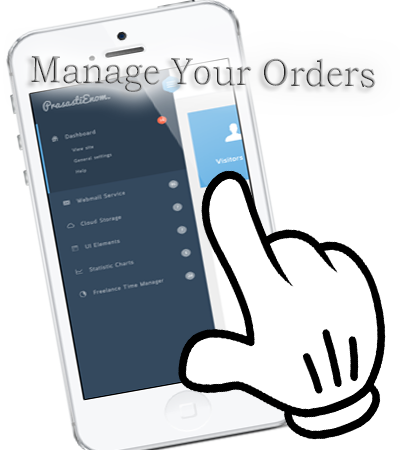 Manage Your Orders
PrasastiEnom.
Dashboard
View site
General settings
Help
Visitors
Webmail Service
Cloud Storage
UI Elements
Statistic Charts
Freelance Time Manager